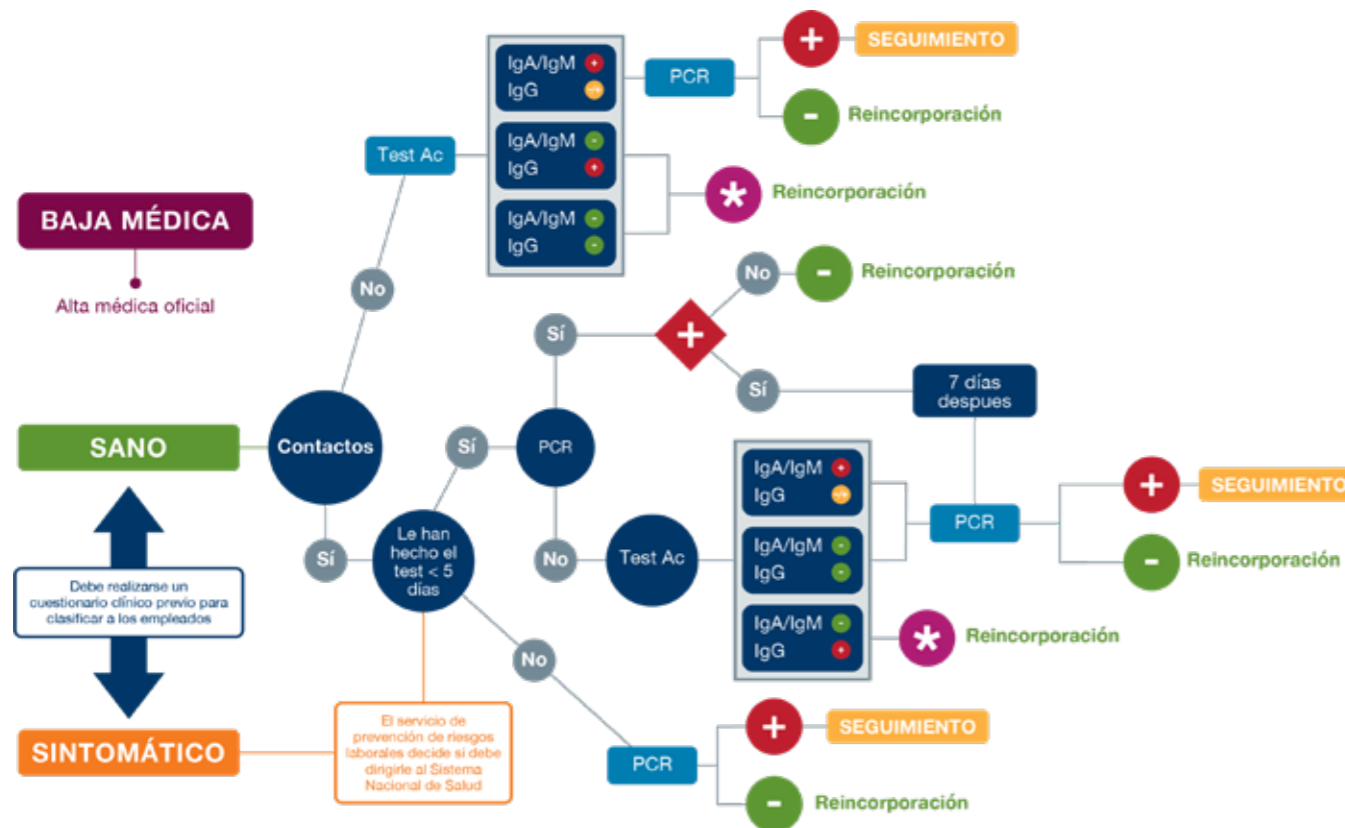 IgA/IgM +
IgG -/+
PCR
+
SEGUIMIENTO
-
Reincorporación
Test Ac
IgA/IgM -
IgG +
IgA/IgM -
IgG -
*
Reincorporación
BAJA MÉDICA
Alta médica oficial
No
No
-
Reincorporación
Sí
+
Sí
7 días
despues
SANO
Contactos
Sí
PCR
IgA/IgM +
IgG -/+
IgA/IgM -
IgG -
IgA/IgM -
IgG +
PCR
+
SEGUIMIENTO
-
Reincorporación
*
Reincorporación
Sí
Le han
hecho el
test < 5
días
No
Test Ac
Debe realizarse un
cuestionario clínico previo para
clasificar a los empleados
No
SINTOMÁTICO
El servicio de
prevención de riesgos
laborales decide si debe
dirigirle al Sistema
Nacional de Salud
PCR
+
SEGUIMIENTO
-
Reincorporación